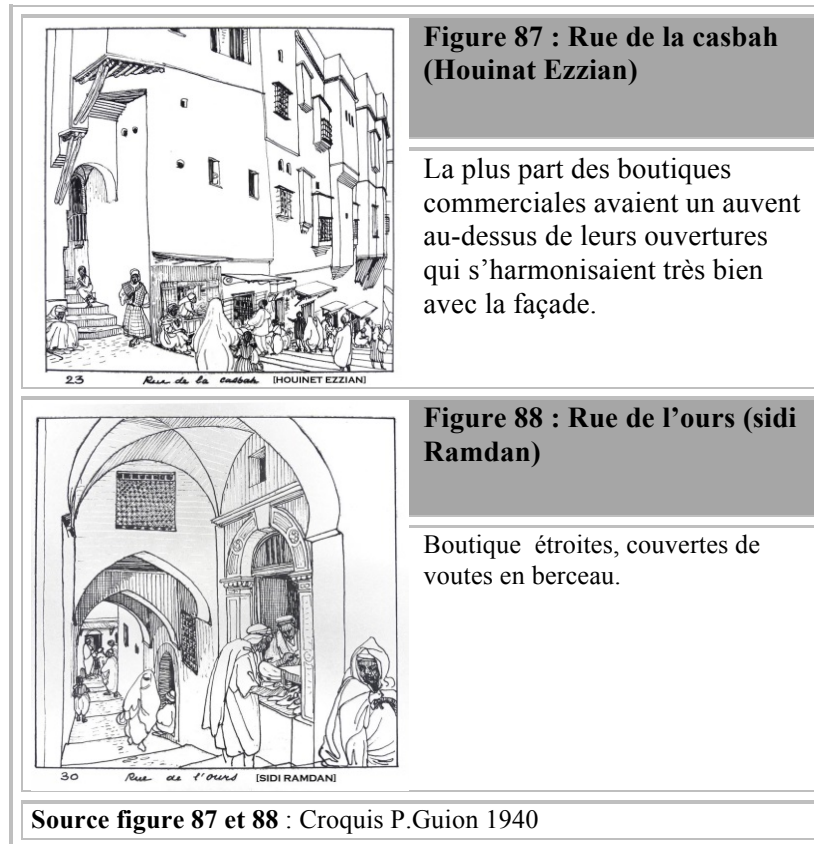 Figure 87 : Rue de la casbah
(Houinat Ezzian)
La plus part des boutiques
commerciales avaient un auvent
au-dessus de leurs ouvertures
qui s’harmonisaient très bien
avec la façade.
23 Rue de la casbah [HOUINET EZZIAN]
Figure 88 : Rue de l’ours (sidi
Ramdan)
Boutique étroites, couvertes de
voutes en berceau.
30 Rue de l'ours [SIDI RAMDAN]
Source figure 87 et 88 : Croquis P.Guion 1940